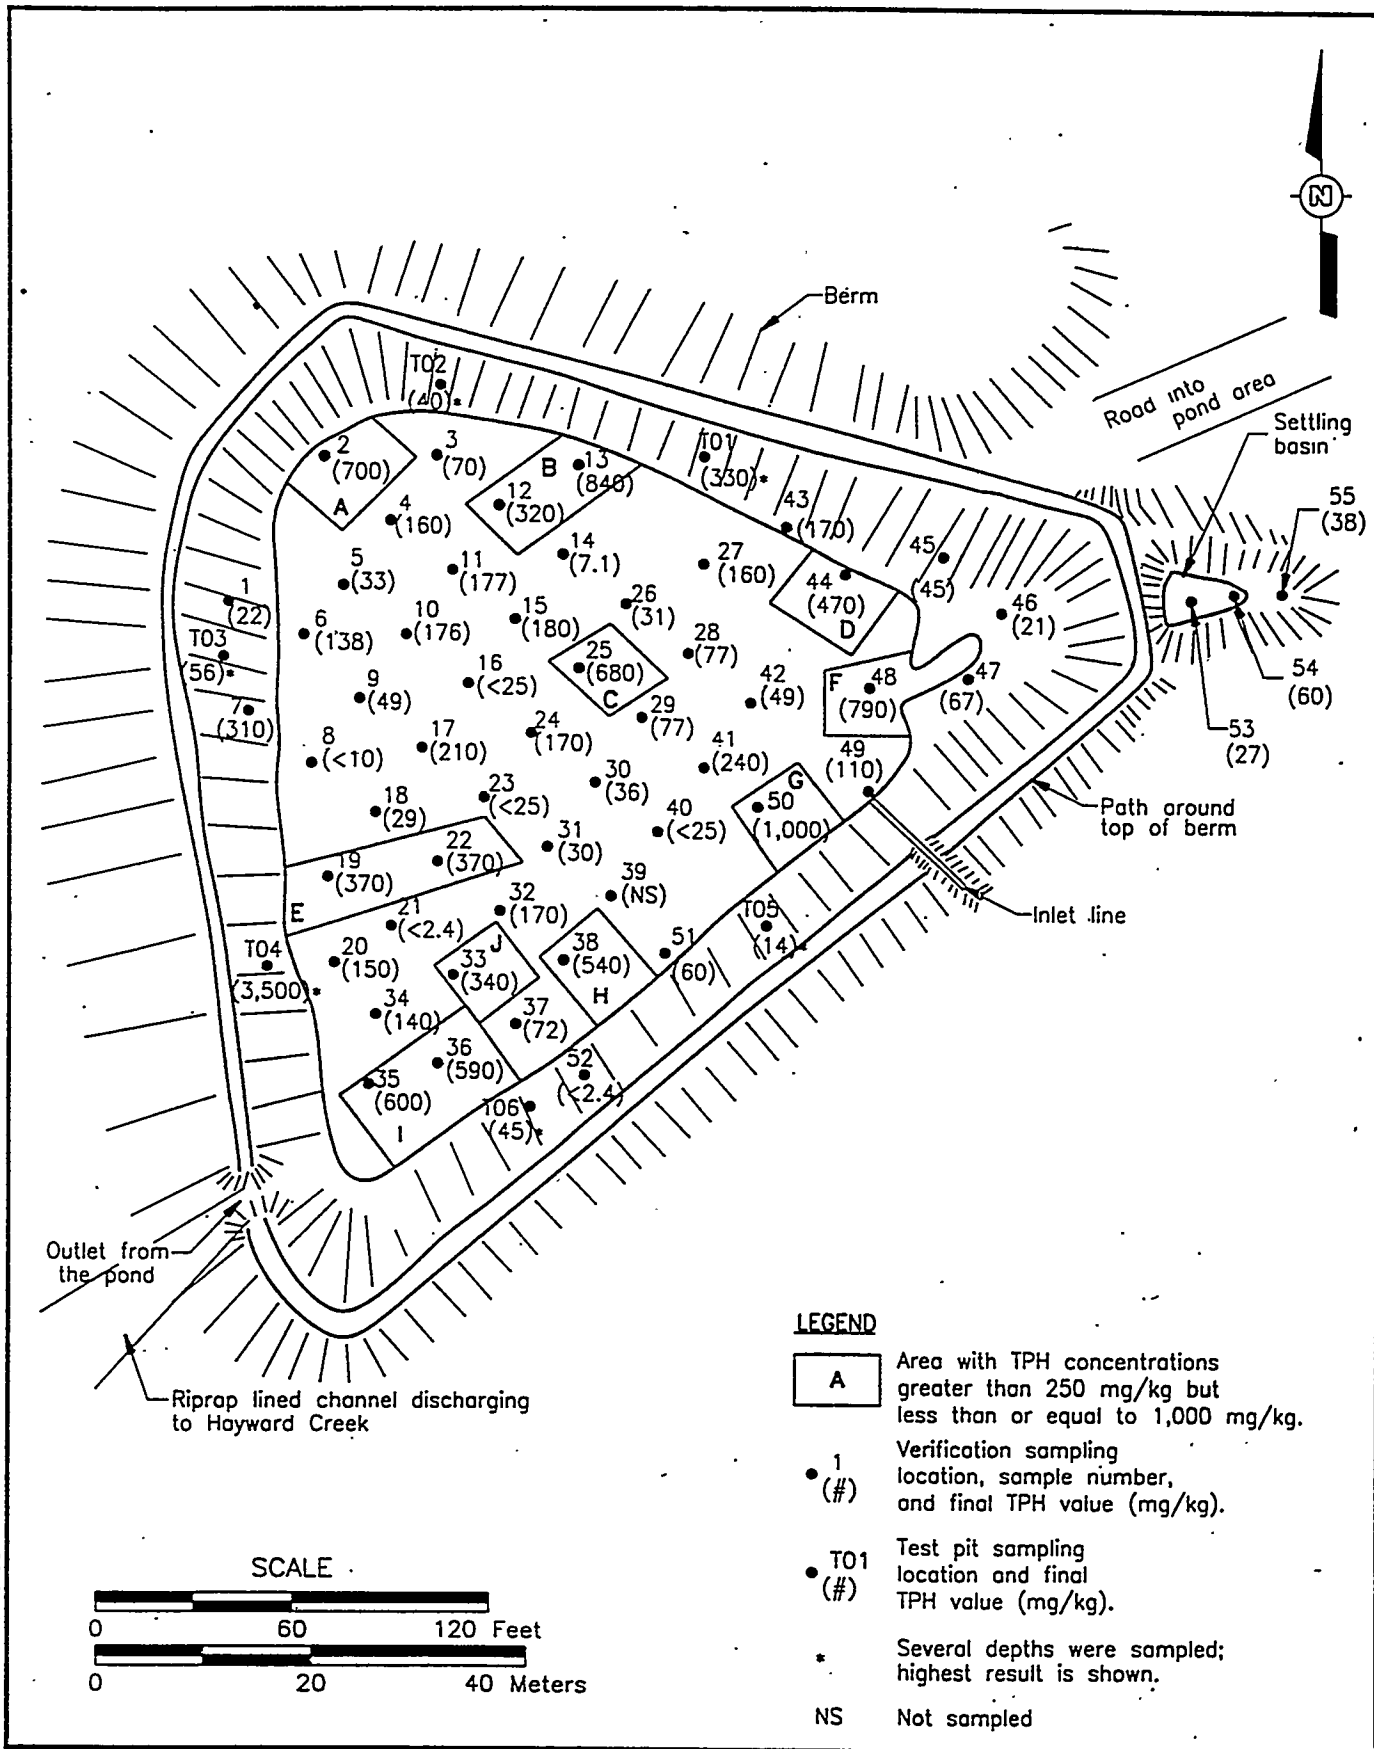 N
Berm
Road into
pond area
Settling
basin
T02
(40)*
2
(700)
A
3
(70)
B
13
(840)
12
(320)
T01
(330)*
43
(170)
55
(38)
4
(160)
14
(7.1)
27
(160)
45
(45)
5
(33)
11
(177)
44
(470)
D
1
(22)
26
(31)
46
(21)
6
(138)
10
(176)
15
(180)
T03
(56)*
28
(77)
25
(680)
C
16
(<25)
42
(49)
F
48
(790)
47
(67)
54
(60)
9
(49)
7
(310)
29
(77)
53
(27)
24
(170)
17
(210)
8
(<10)
41
(240)
49
(110)
G
50
(1,000)
30
(36)
23
(<25)
18
(29)
40
(<25)
Path around
top of berm
31
(30)
22
(370)
19
(370)
E
39
(NS)
32
(170)
21
(<2.4)
T05
(14)
Inlet line
J
33
(340)
38
(540)
H
51
(60)
20
(150)
T04
(3,500)*
34
(140)
37
(72)
36
(590)
35
(600)
I
52
(<2.4)
T06
(45)*
Outlet from
the pond
Riprap lined channel discharging
to Hayward Creek
LEGEND
A
Area with TPH concentrations
greater than 250 mg/kg but
less than or equal to 1,000 mg/kg.
1
(#)
Verification sampling
location, sample number,
and final TPH value (mg/kg).
T01
(#)
Test pit sampling
location and final
TPH value (mg/kg).
*
Several depths were sampled;
highest result is shown.
NS
Not sampled
SCALE
0 60 120 Feet
0 20 40 Meters